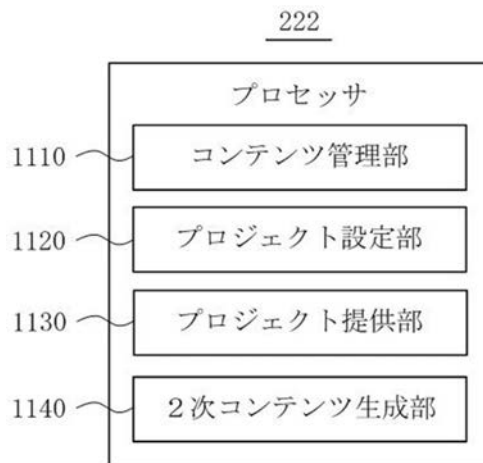 222
プロセッサ
1110 コンテンツ管理部
1120 プロジェクト設定部
1130 プロジェクト提供部
1140 2次コンテンツ生成部